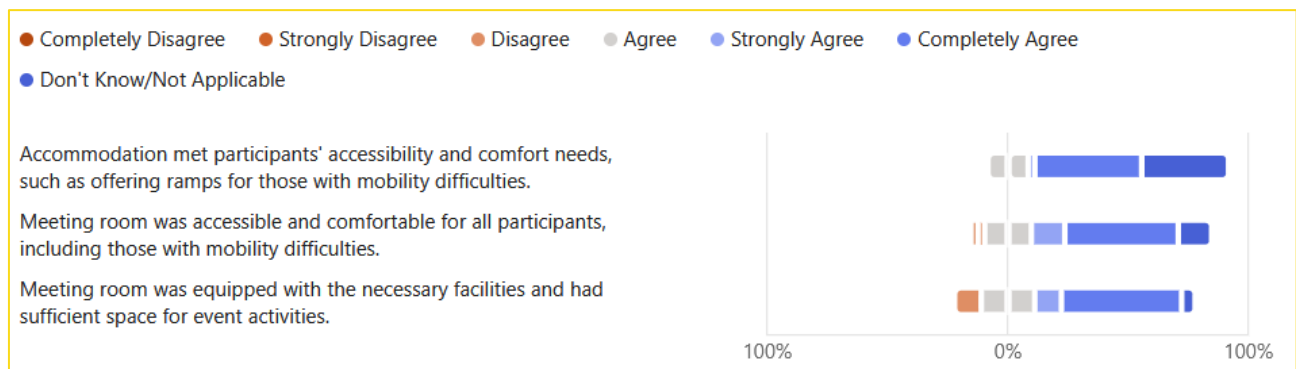 Completely Disagree Strongly Disagree Disagree Agree Strongly Agree Completely Agree
Don't Know/Not Applicable
Accommodation met participants' accessibility and comfort needs,
such as offering ramps for those with mobility difficulties.
Meeting room was accessible and comfortable for all participants,
including those with mobility difficulties.
Meeting room was equipped with the necessary facilities and had
sufficient space for event activities.
100% 0% 100%